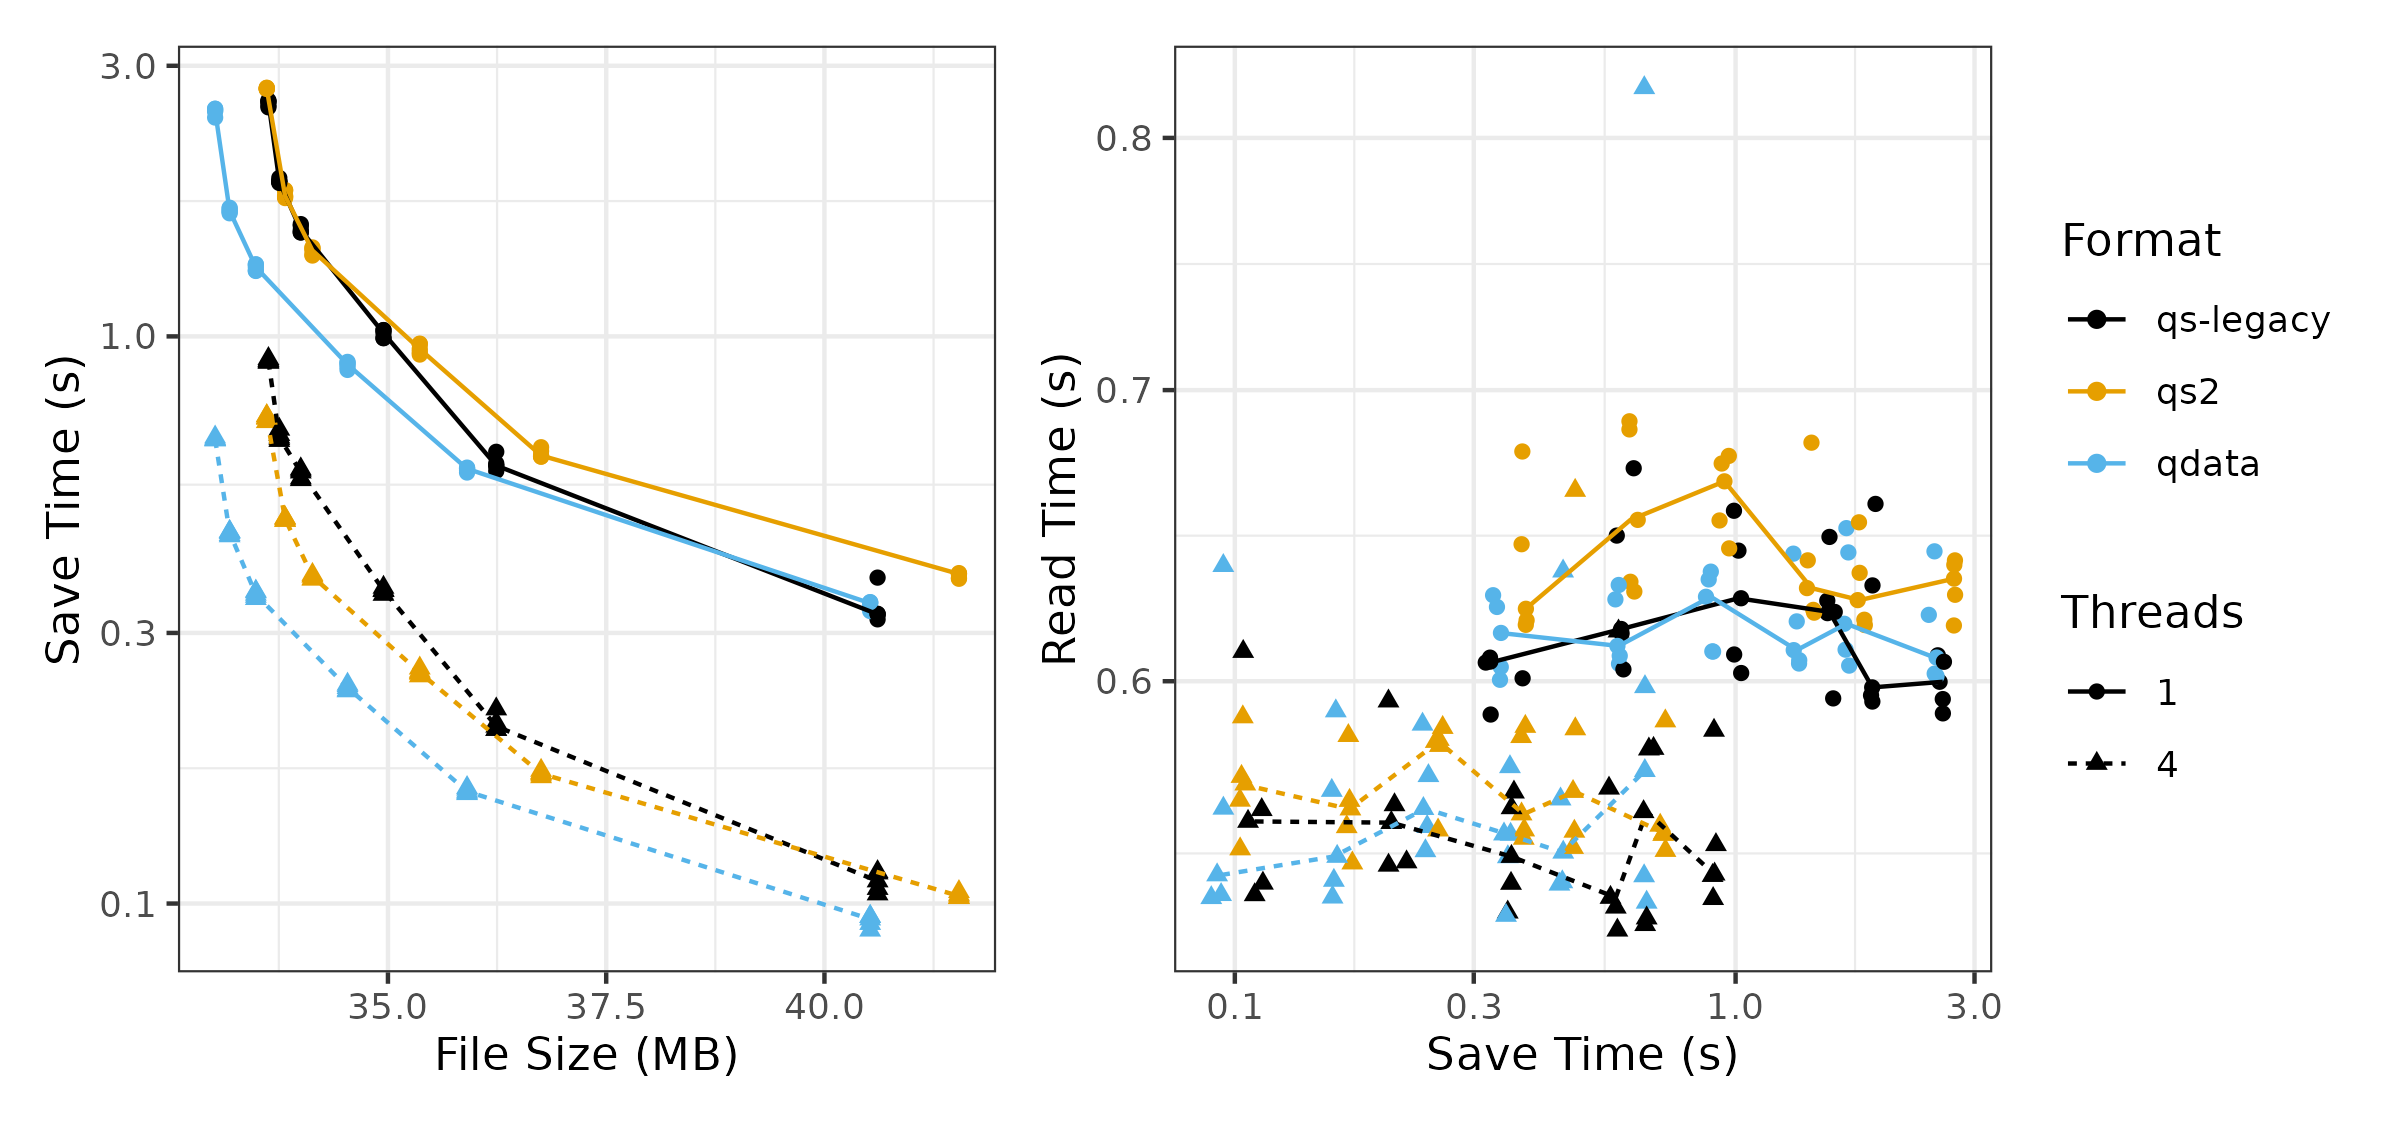 3.0
1.0
0.3
0.1
Save Time (s)
35.0 37.5 40.0
File Size (MB)
0.8
0.7
0.6
Read Time (s)
0.1 0.3 1.0 3.0
Save Time (s)
Format
qs-legacy
qs2
qdata
Threads
1
4